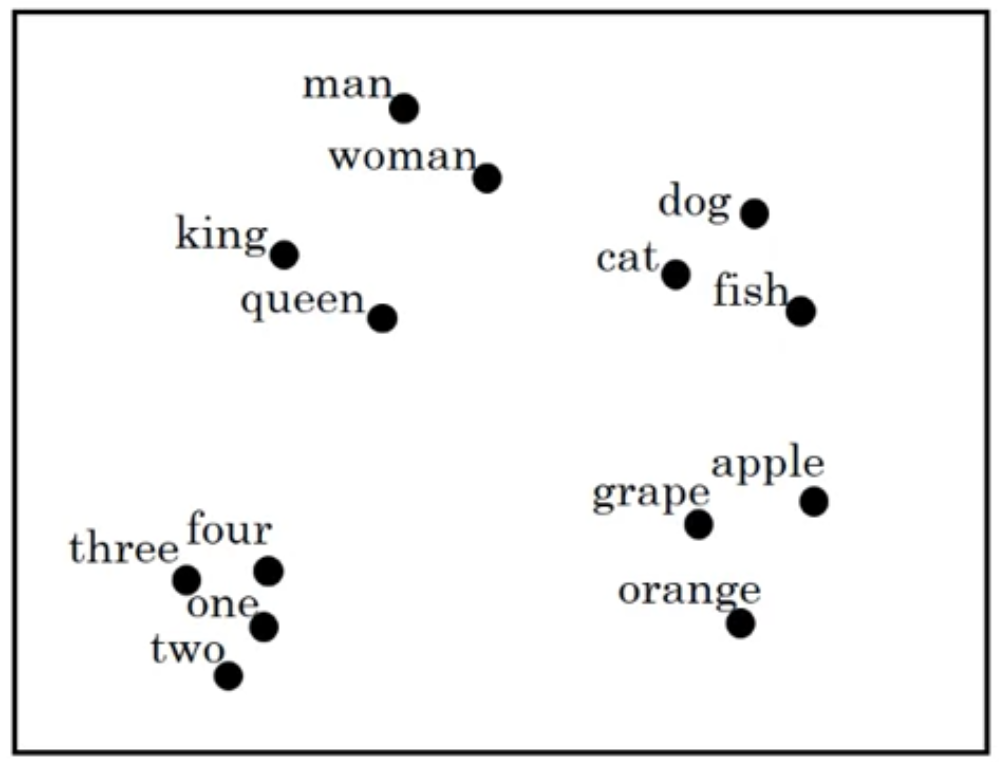 man
woman
dog
king
cat
fish
queen
apple
grape
four
three
orange
one
two